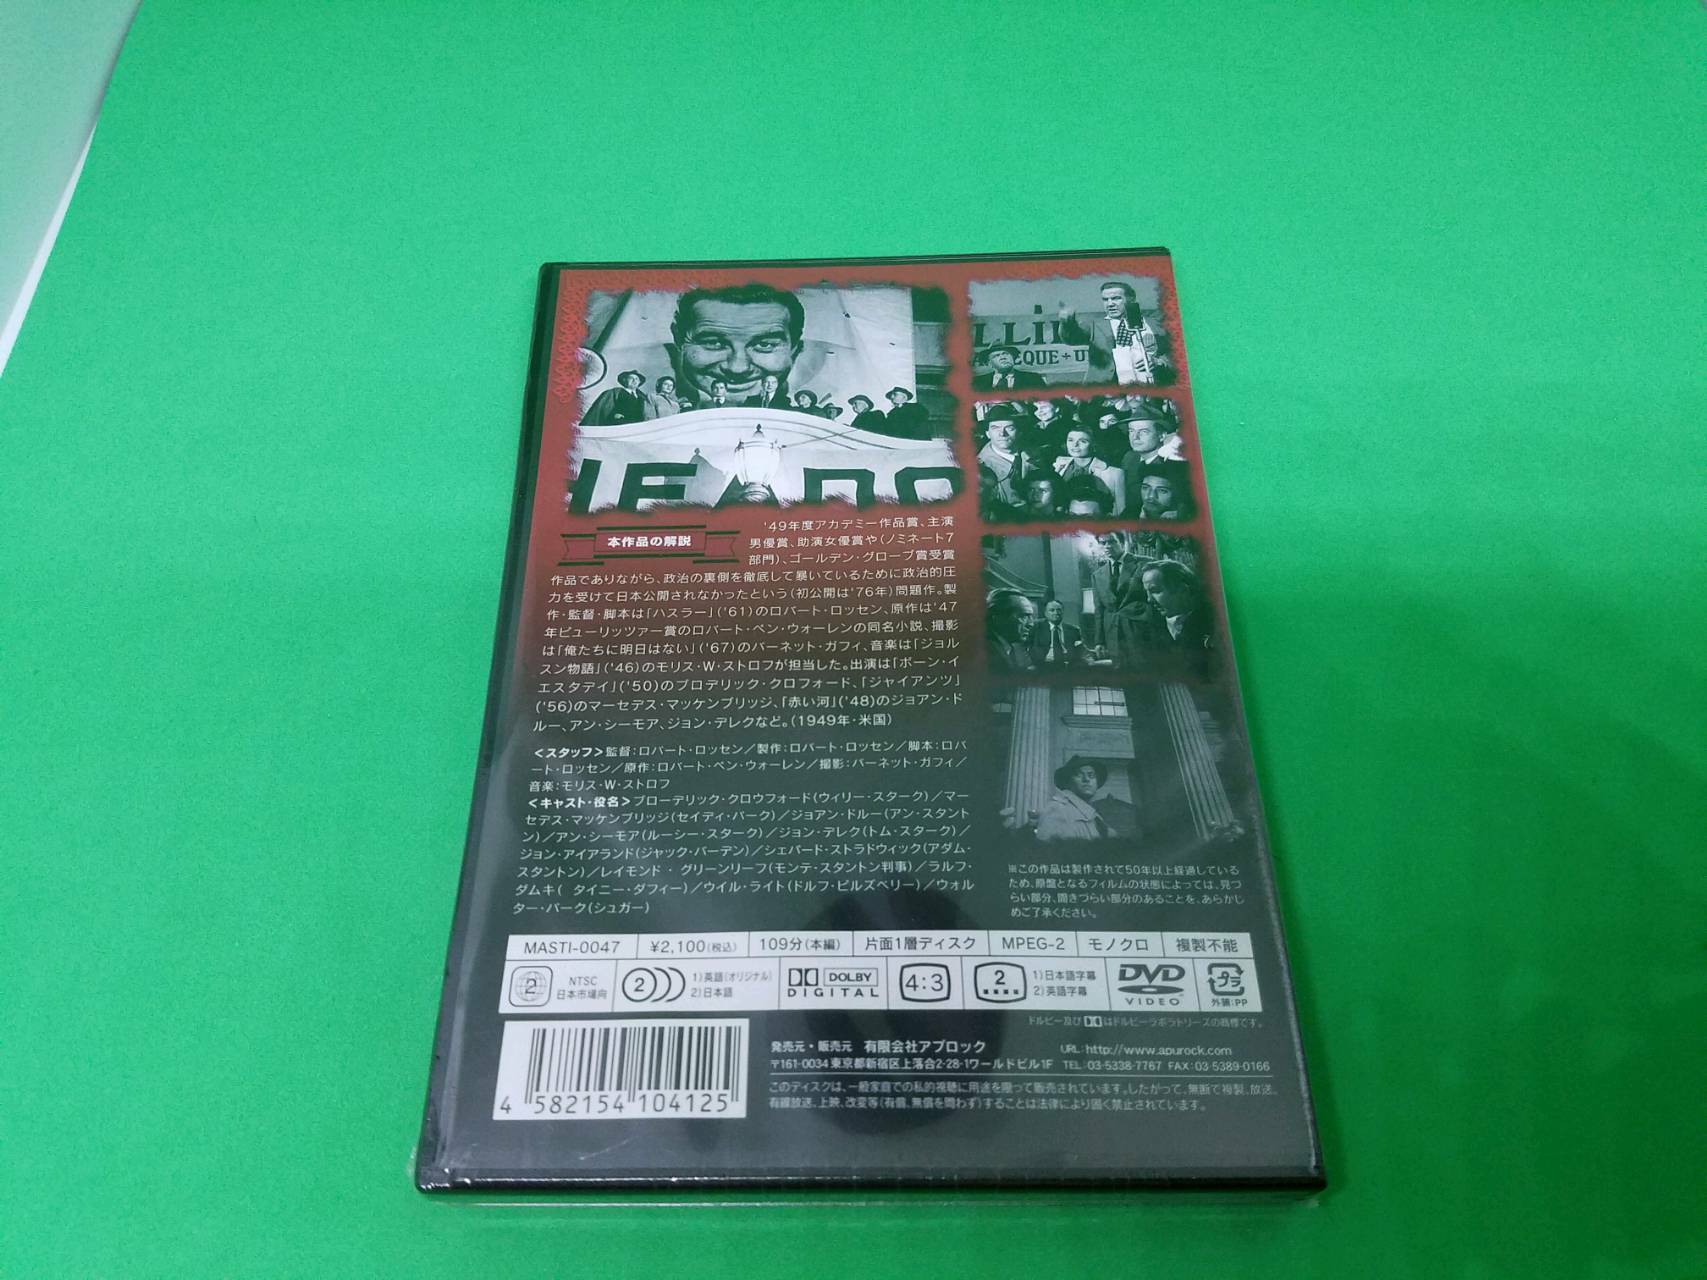 LLIE
EQUE + U
HEADQ
本作品の解説
'49年度アカデミー作品賞、主演
男優賞、助演女優賞や(ノミネート7
部門)、ゴールデン・グローブ賞受賞
作品でありながら、政治の裏側を徹底して暴いているために政治的圧
力を受けて日本公開されなかったという(初公開は'76年)問題作。製
作・監督・脚本は「ハスラー」('61)のロバート・ロッセン、原作は'47
年ピューリッツァー賞のロバート・ペン・ウォーレンの同名小説、撮影
は「俺たちに明日はない」('67)のバーネット・ガフィ、音楽は「ジョル
スン物語」('46)のモリス・W・ストロフが担当した。出演は「ボーン・イ
エスタデイ」('50)のブロデリック・クロフォード、「ジャイアンツ」
('56)のマーセデス・マッケンブリッジ、「赤い河」('48)のジョアン・ド
ルー、アン・シーモア、ジョン・デレクなど。(1949年・米国)
<スタッフ>監督:ロバート・ロッセン/製作:ロバート・ロッセン/脚本:ロバ
ート・ロッセン/原作:ロバート・ペン・ウォーレン/撮影:バーネット・ガフィ/
音楽:モリス・W・ストロフ
<キャスト・役名>ブローデリック・クロウフォード(ウィリー・スターク)/マー
セデス・マッケンブリッジ(セイディ・バーク)/ジョアン・ドルー(アン・スタント
ン)/アン・シーモア(ルーシー・スターク)/ジョン・デレク(トム・スターク)/
ジョン・アイアランド(ジャック・バーデン)/シェパード・ストラドウィック(アダム・
スタントン)/レイモンド・グリーンリーフ(モンテ・スタントン判事)/ラルフ・
ダムキ( タイニー・ダフィー)/ウイル・ライト(ドルフ・ピルズベリー)/ウォル
ター・バーク(シュガー)
※この作品は製作されて50年以上経過している
ため、原盤となるフィルムの状態によっては、見づ
らい部分、聞きづらい部分のあることを、あらかじ
めご了承ください。
MASTI-0047 ¥2,100(税込) 109分(本編) 片面1層ディスク MPEG-2 モノクロ 複製不能
2 NTSC 日本市場向 2 1)英語(オリジナル) 2)日本語 DOLBY DIGITAL 4:3 2 1)日本語字幕 2)英語字幕 DVD VIDEO プラ 外装:PP
ドルビー及びはドルビーラボラトリーズの商標です。
4 582154 104125
発売元・販売元 有限会社アプロック URL:http://www.apurock.com
〒161-0034 東京都新宿区上落合2-28-1ワールドビル1F TEL:03-5338-7767 FAX:03-5389-0166
このディスクは、一般家庭での私的視聴に用途を限って販売されています。したがって、無断で複製、放送、
有線放送、上映、改変等(有償、無償を問わず)することは法律により固く禁止されています。